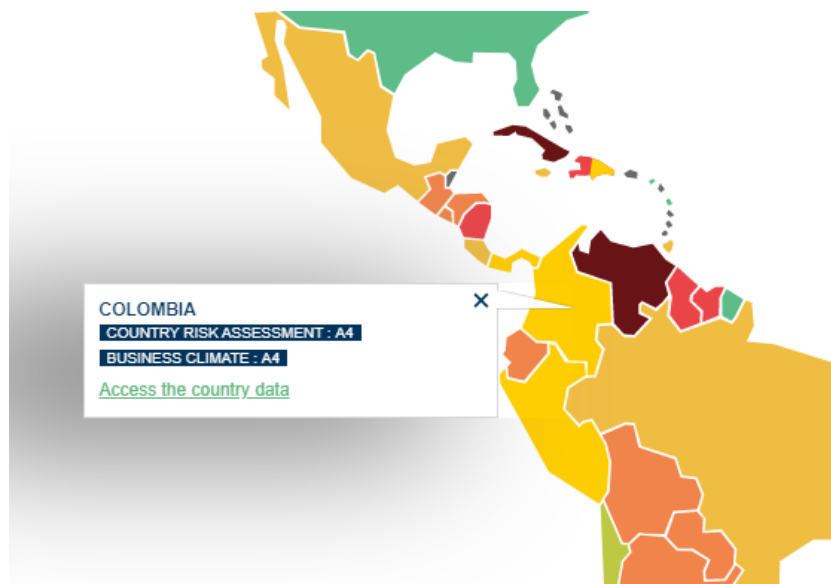 COLOMBIA
COUNTRY RISK ASSESSMENT : A4
BUSINESS CLIMATE : A4
Access the country data